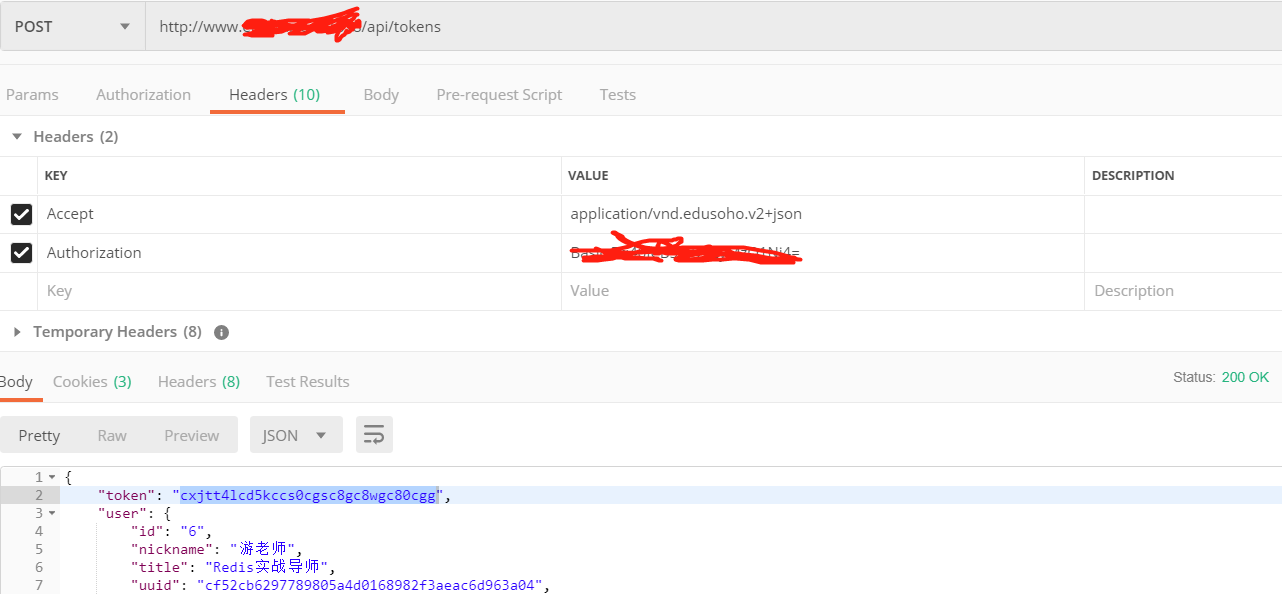 POST http://www. /api/tokens
Params Authorization Headers (10) Body Pre-request Script Tests
Headers (2)
KEY VALUE DESCRIPTION
Accept application/vnd.edusoho.v2+json
Authorization
Key Value Description
Temporary Headers (8)
Body Cookies (3) Headers (8) Test Results Status: 200 OK
Pretty Raw Preview JSON
1 {
2 "token": "cxjtt4lcd5kccs0cgsc8gc8wgc80cgg",
3 "user": {
4 "id": "6",
5 "nickname": "游老师",
6 "title": "Redis实战导师",
7 "uuid": "cf52cb6297789805a4d0168982f3aeac6d963a04",